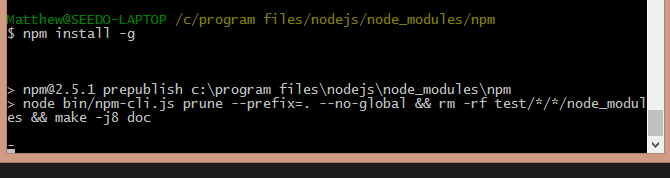 Matthew@SEEDO-LAPTOP /c/program files/nodejs/node_modules/npm
$ npm install -g
> npm@2.5.1 prepublish c:\program files\nodejs\node_modules\npm
> node bin/npm-cli.js prune --prefix=. --no-global && rm -rf test/*/*/node_modul
es && make -j8 doc